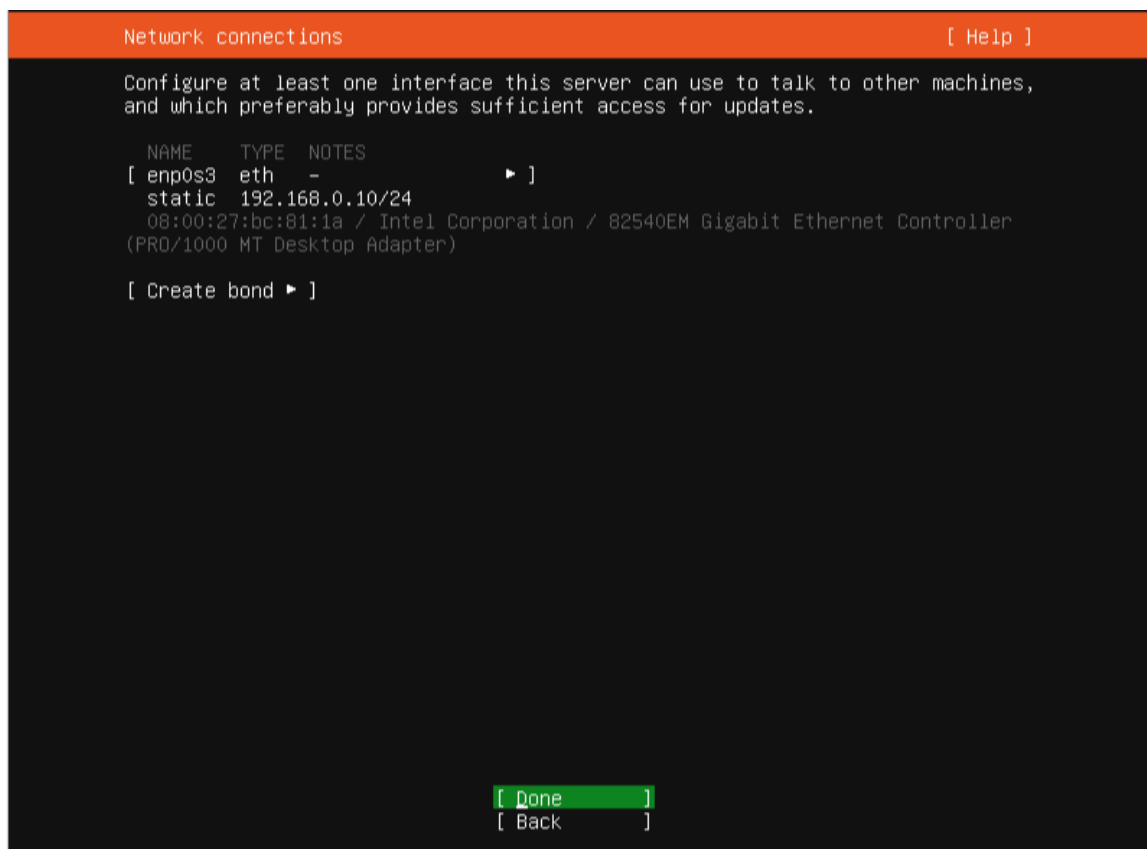 Network connections [ Help ]
Configure at least one interface this server can use to talk to other machines,
and which preferably provides sufficient access for updates.
NAME TYPE NOTES
[ enp0s3 eth - ▸ ]
static 192.168.0.10/24
08:00:27:bc:81:1a / Intel Corporation / 82540EM Gigabit Ethernet Controller
(PRO/1000 MT Desktop Adapter)
[ Create bond ▸ ]
[ Done ]
[ Back ]